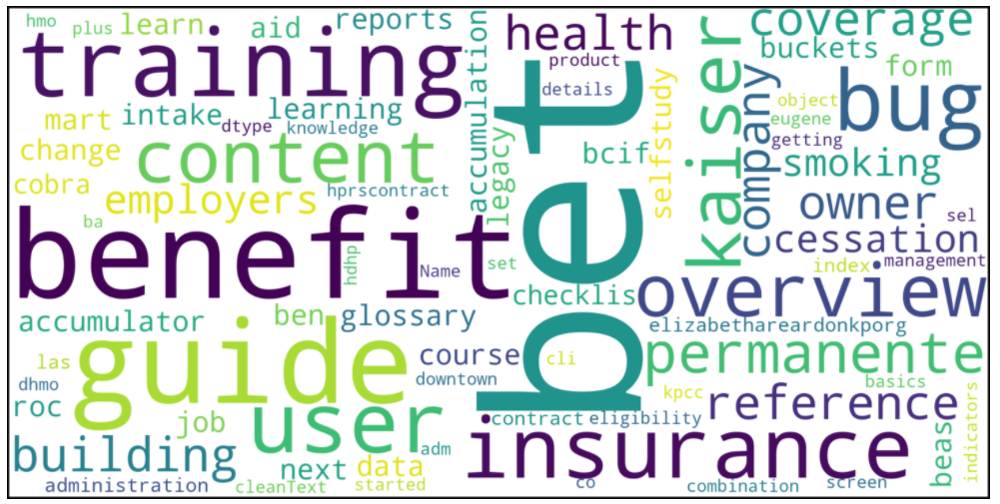 hmo
plus
learn
aid
reports
training
accumulation
health
product
details
bet
kaiser
coverage
buckets
form
bug
company
object
eugene
getting
mart
intake
learning
dtype
knowledge
change
content
legacy
bcif
selfstudy
smoking
cobra
employers
hprscontract
owner
sel
ba
benefit
hdhp
Name
set
cessation
index
management
checklis
overview
accumulator
ben
glossary
elizabethareardonkporg
las
guide
course
cli
permanente
dhmo
downtown
basics
roc
job
user
contract
eligibility
kpcc
reference
indicators
building
adm
insurance
beas
next
data
administration
cleanText
started
co
combination
screen